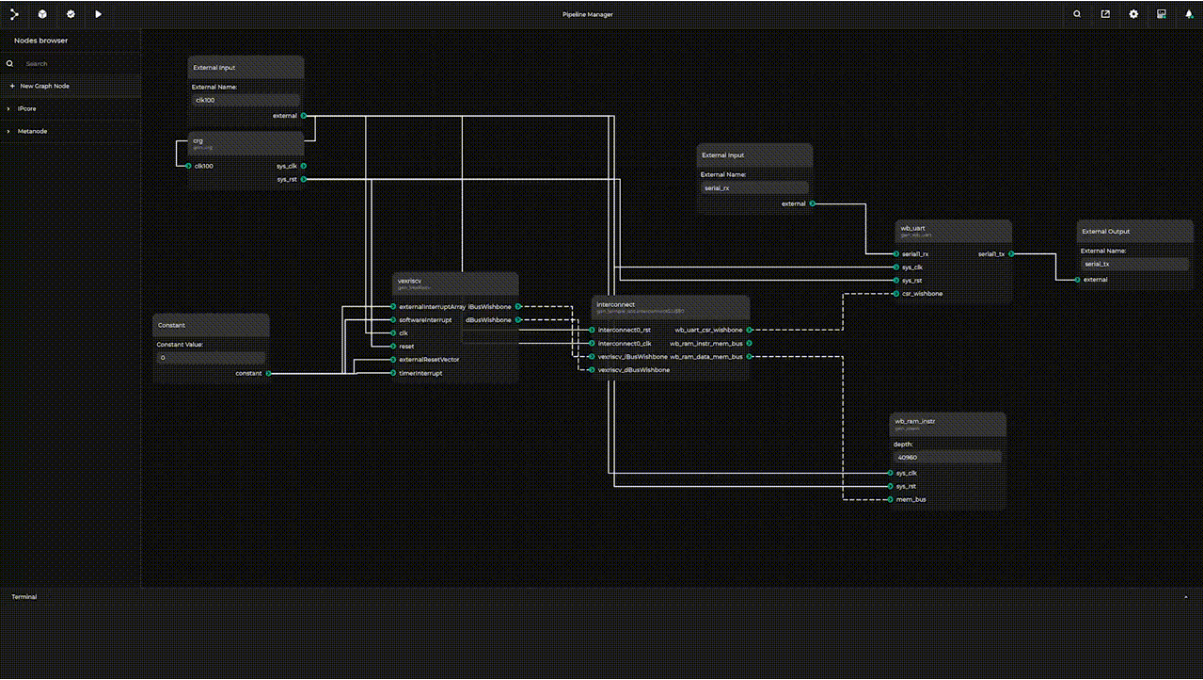 Pipeline Manager
Nodes browser
Search
New Graph Node
IPcore
Metanode
External Input
External Name:
clk100
external
crg
clk100
sys_clk
sys_rst
External Input
External Name:
serial_rx
external
wb_uart
serial1_rx
serial1_tx
sys_clk
sys_rst
csr_wishbone
External Output
External Name:
serial_tx
external
vexriscv
externalInterruptArray
iBusWishbone
softwareInterrupt
dBusWishbone
clk
reset
externalResetVector
timerInterrupt
Constant
Constant Value:
0
constant
interconnect
interconnect0_rst
wb_uart_csr_wishbone
interconnect0_clk
wb_ram_instr_mem_bus
vexriscv_iBusWishbone
wb_ram_data_mem_bus
vexriscv_dBusWishbone
wb_ram_instr
depth:
40960
sys_clk
sys_rst
mem_bus
Terminal